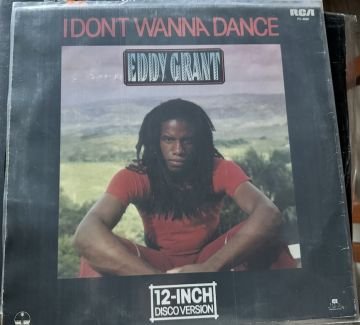 I DON'T WANNA DANCE
RCA
EDDY GRANT
12-INCH
DISCO VERSION